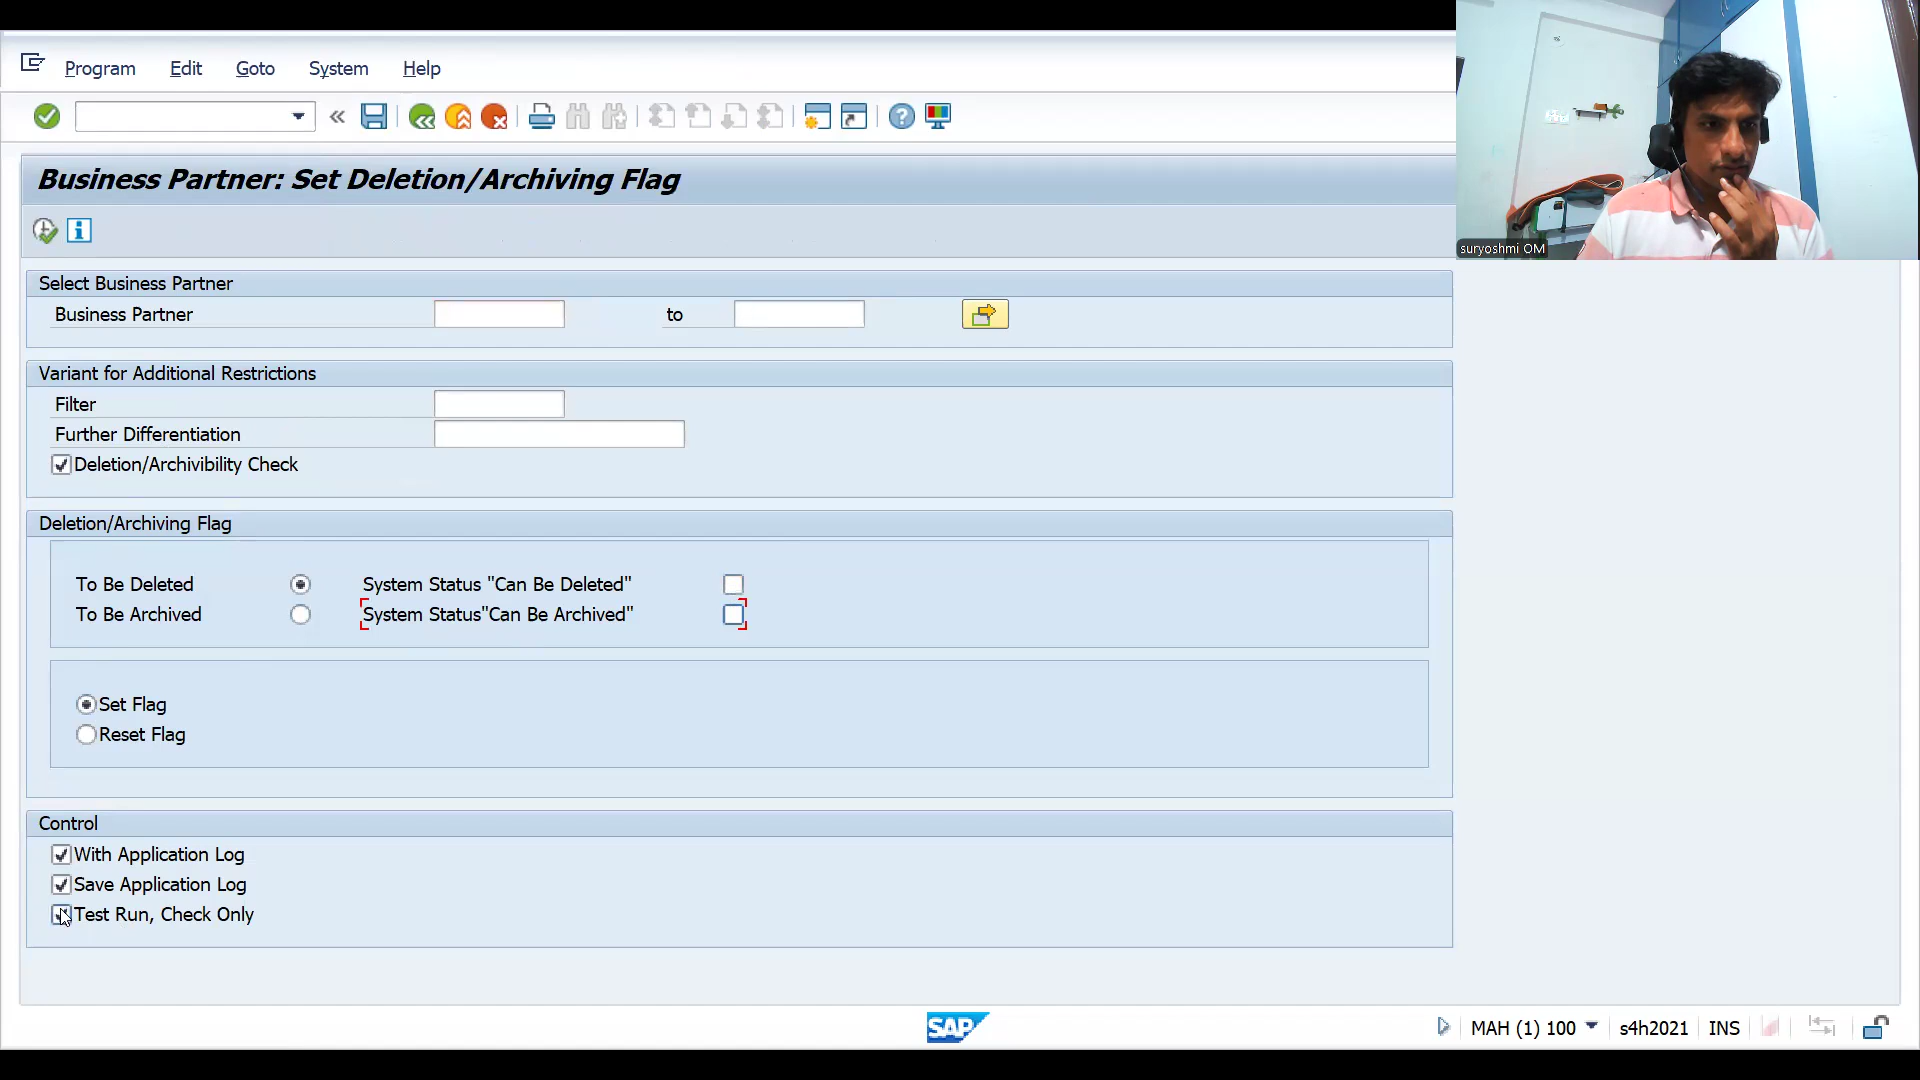 Program Edit Goto System Help
Business Partner: Set Deletion/Archiving Flag
suryoshmi OM
Select Business Partner
Business Partner to
Variant for Additional Restrictions
Filter
Further Differentiation
Deletion/Archivibility Check
Deletion/Archiving Flag
To Be Deleted System Status "Can Be Deleted"
To Be Archived System Status"Can Be Archived"
Set Flag
Reset Flag
Control
With Application Log
Save Application Log
Test Run, Check Only
SAP MAH (1) 100 s4h2021 INS